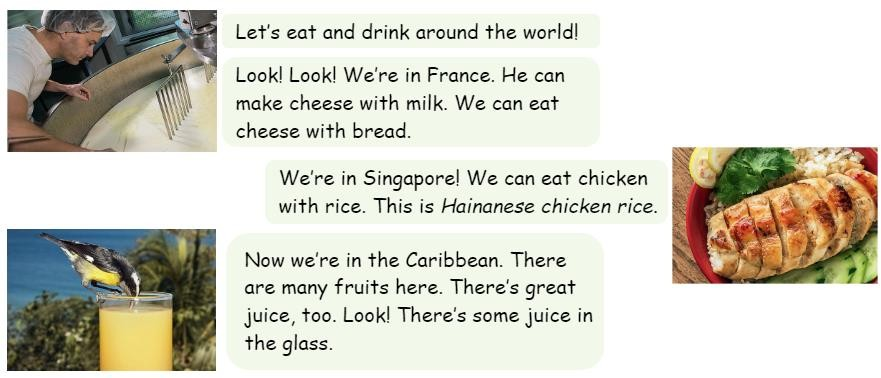 Let's eat and drink around the world!
Look! Look! We're in France. He can
make cheese with milk. We can eat
cheese with bread.
We're in Singapore! We can eat chicken
with rice. This is Hainanese chicken rice.
Now we're in the Caribbean. There
are many fruits here. There's great
juice, too. Look! There's some juice in
the glass.